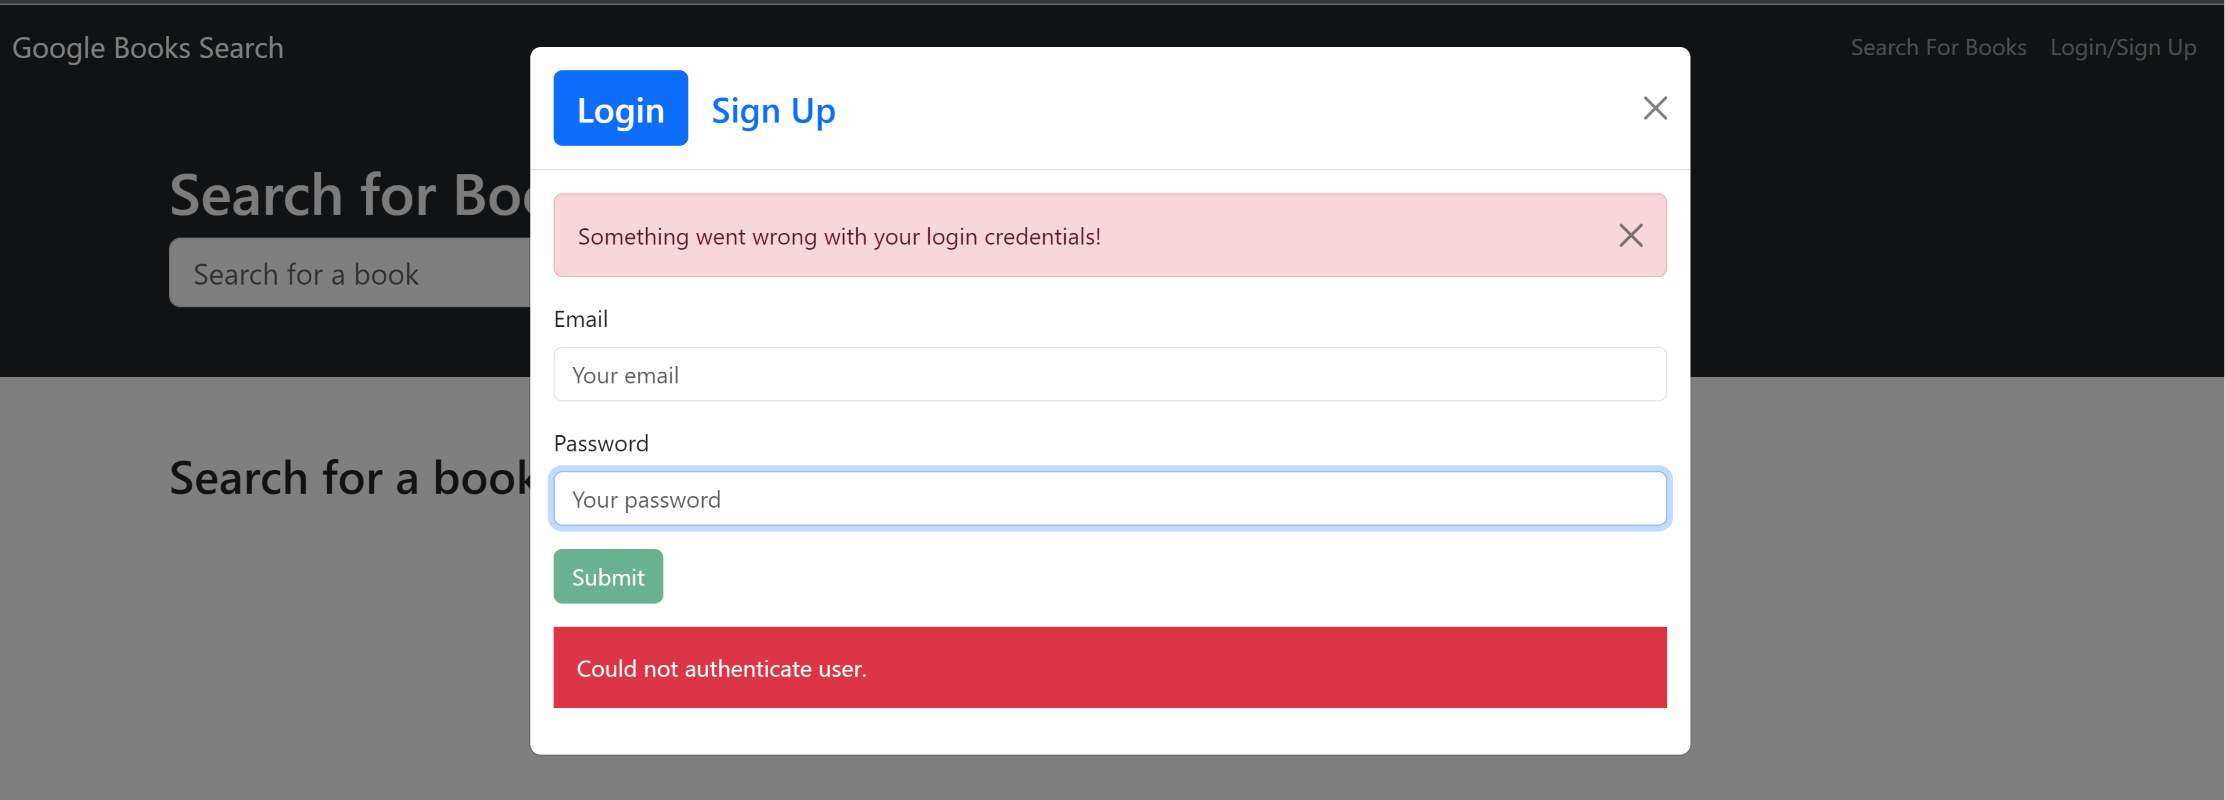 Google Books Search
Search For Books
Login/Sign Up
Login
Sign Up
Search for Boo
Something went wrong with your login credentials!
Search for a book
Email
Your email
Password
Search for a book
Your password
Submit
Could not authenticate user.